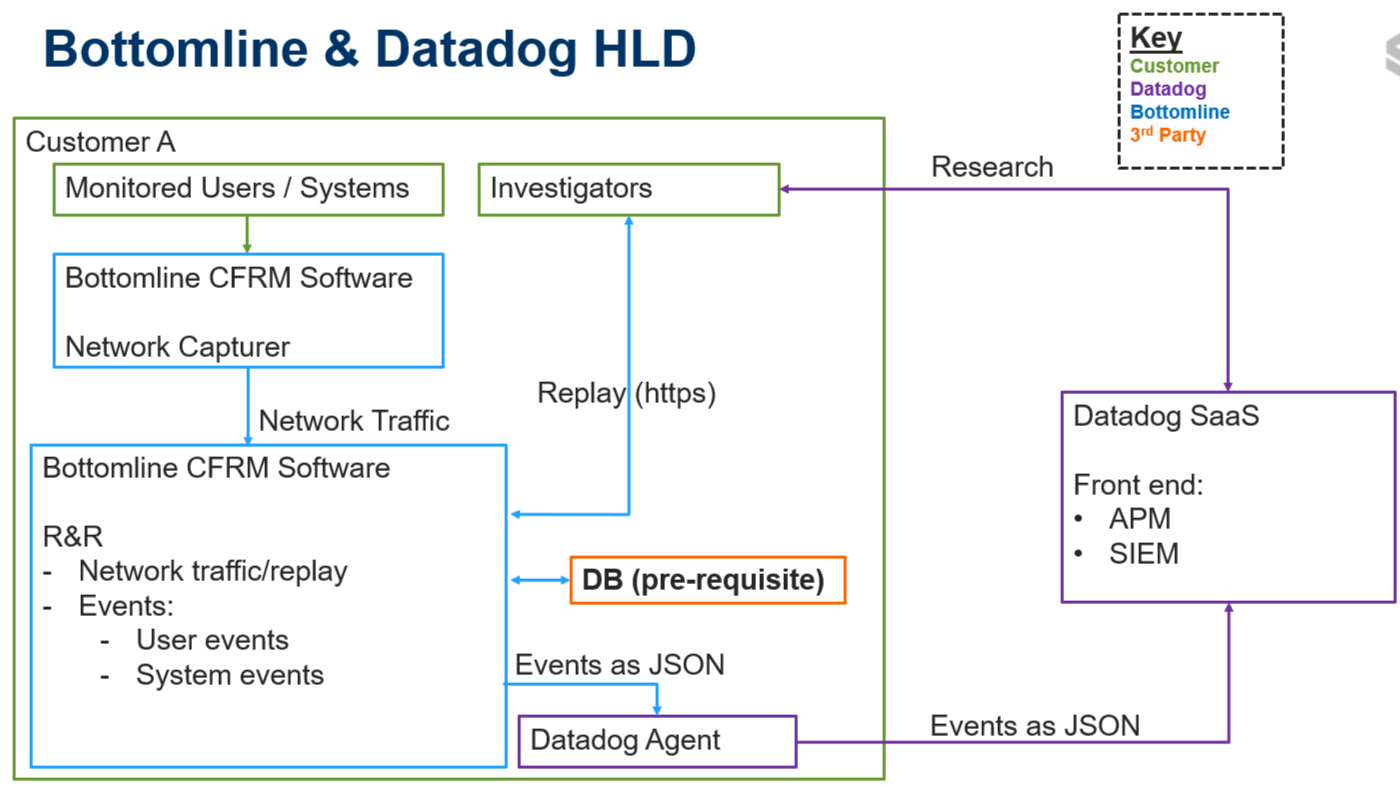 Bottomline & Datadog HLD
Key
Customer
Datadog
Bottomline
3rd Party
Customer A
Monitored Users / Systems
Investigators
Research
Bottomline CFRM Software
Network Capturer
Replay (https)
Network Traffic
Datadog SaaS
Front end:
• APM
• SIEM
Bottomline CFRM Software
R&R
- Network traffic/replay
- Events:
- User events
- System events
DB (pre-requisite)
Events as JSON
Datadog Agent
Events as JSON